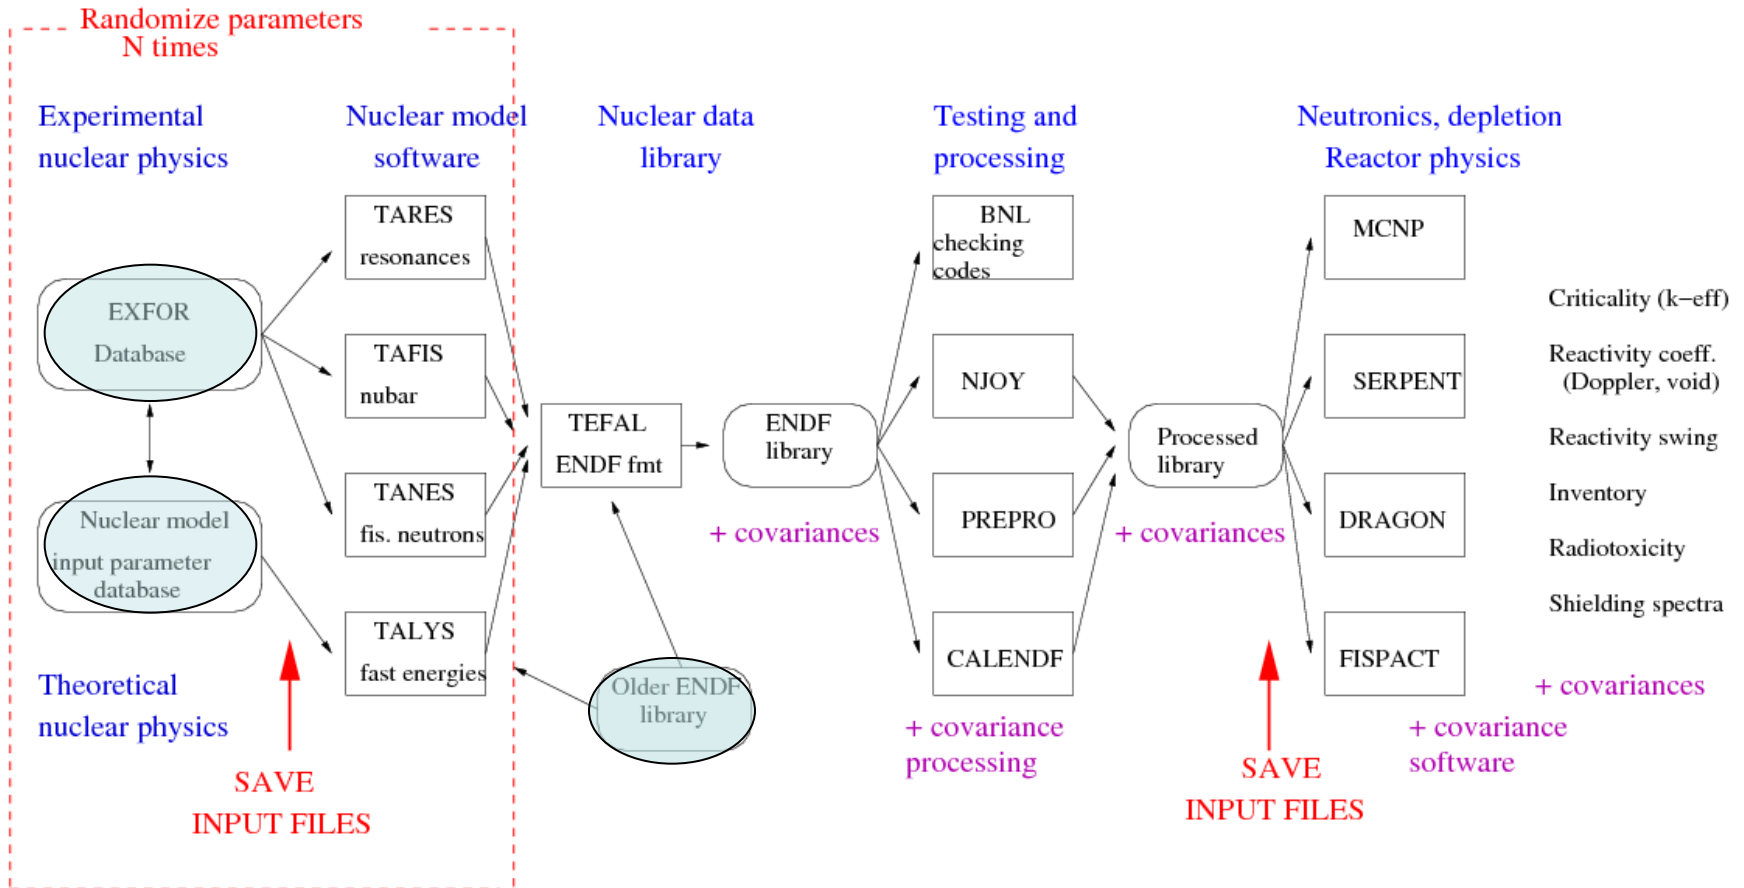 Randomize parameters
N times
Experimental
nuclear physics
Nuclear model
software
Nuclear data
library
Testing and
processing
Neutronics, depletion
Reactor physics
EXFOR
Database
Nuclear model
input parameter
database
Theoretical
nuclear physics
SAVE
INPUT FILES
TARES
resonances
TAFIS
nubar
TANES
fis. neutrons
TALYS
fast energies
TEFAL
ENDF fmt
Older ENDF
library
ENDF
library
+ covariances
BNL
checking
codes
NJOY
PREPRO
CALENDF
+ covariance
processing
Processed
library
+ covariances
SAVE
INPUT FILES
MCNP
SERPENT
DRAGON
FISPACT
+ covariance
software
Criticality (k−eff)
Reactivity coeff.
(Doppler, void)
Reactivity swing
Inventory
Radiotoxicity
Shielding spectra
+ covariances